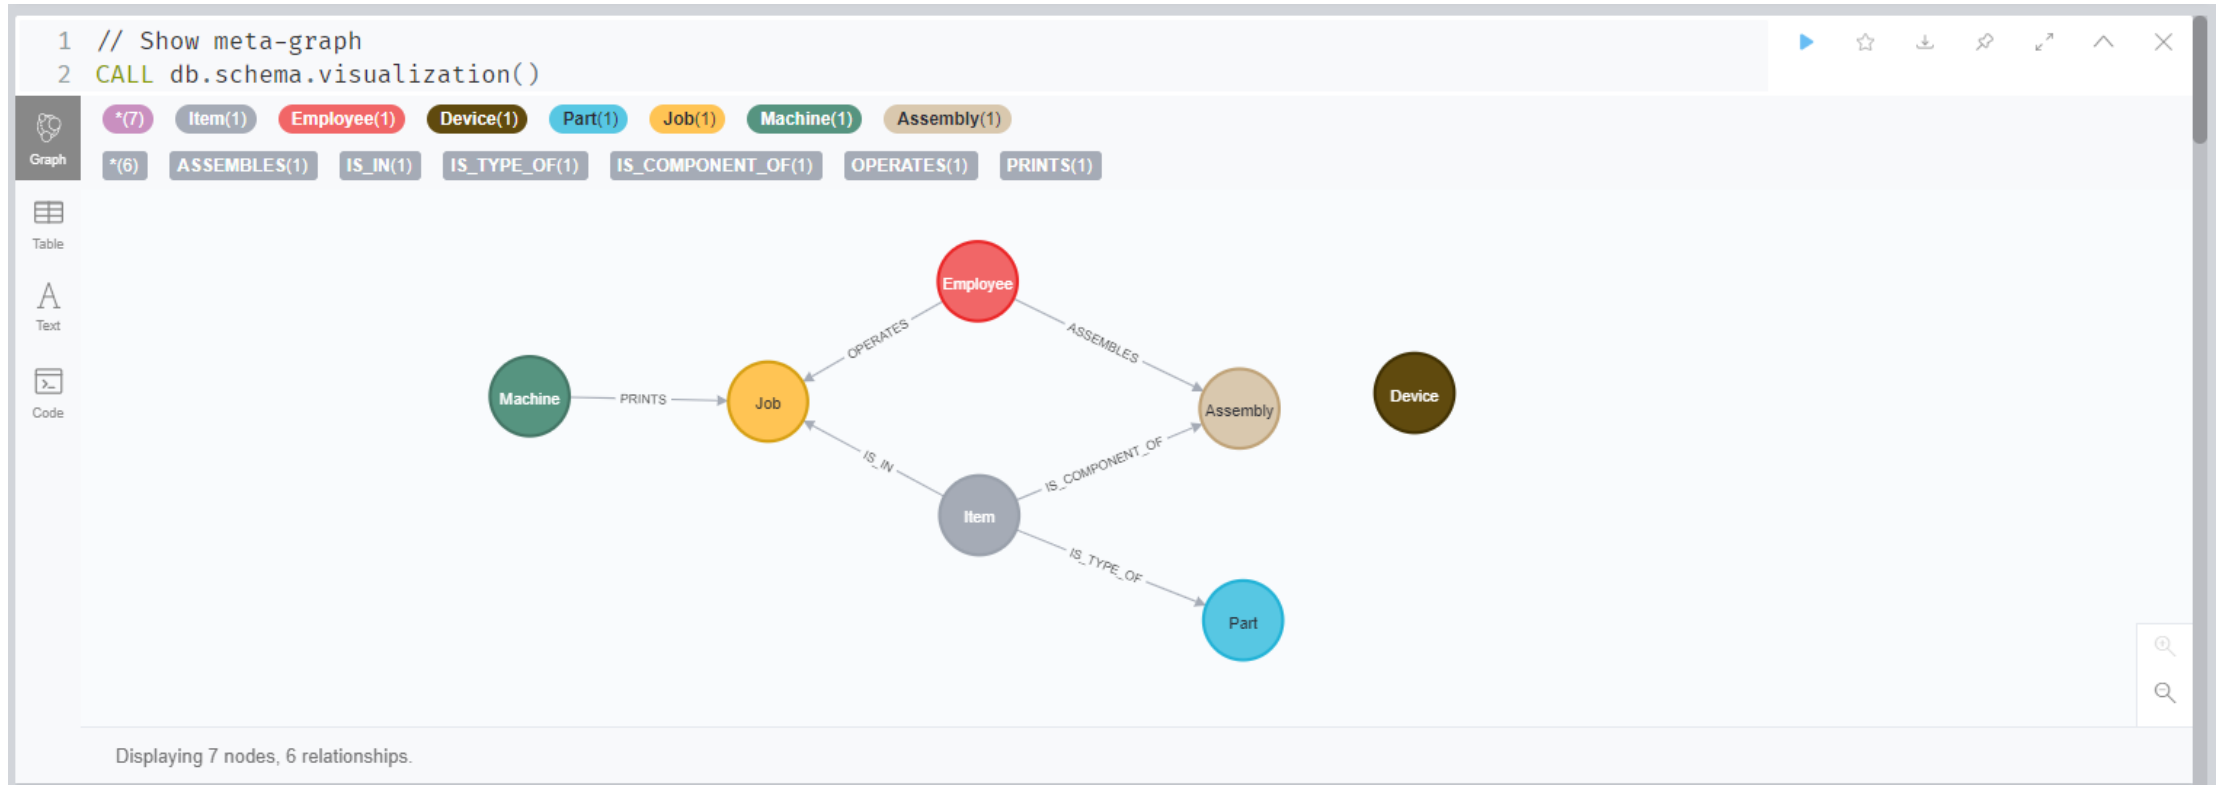 1 // Show meta-graph
2 CALL db.schema.visualization()
*(7) Item(1) Employee(1) Device(1) Part(1) Job(1) Machine(1) Assembly(1)
*(6) ASSEMBLES(1) IS_IN(1) IS_TYPE_OF(1) IS_COMPONENT_OF(1) OPERATES(1) PRINTS(1)
Graph
Table
Text
Code
Employee
OPERATES
ASSEMBLES
Machine
PRINTS
Job
Assembly
Device
IS_IN
IS_COMPONENT_OF
Item
IS_TYPE_OF
Part
Displaying 7 nodes, 6 relationships.